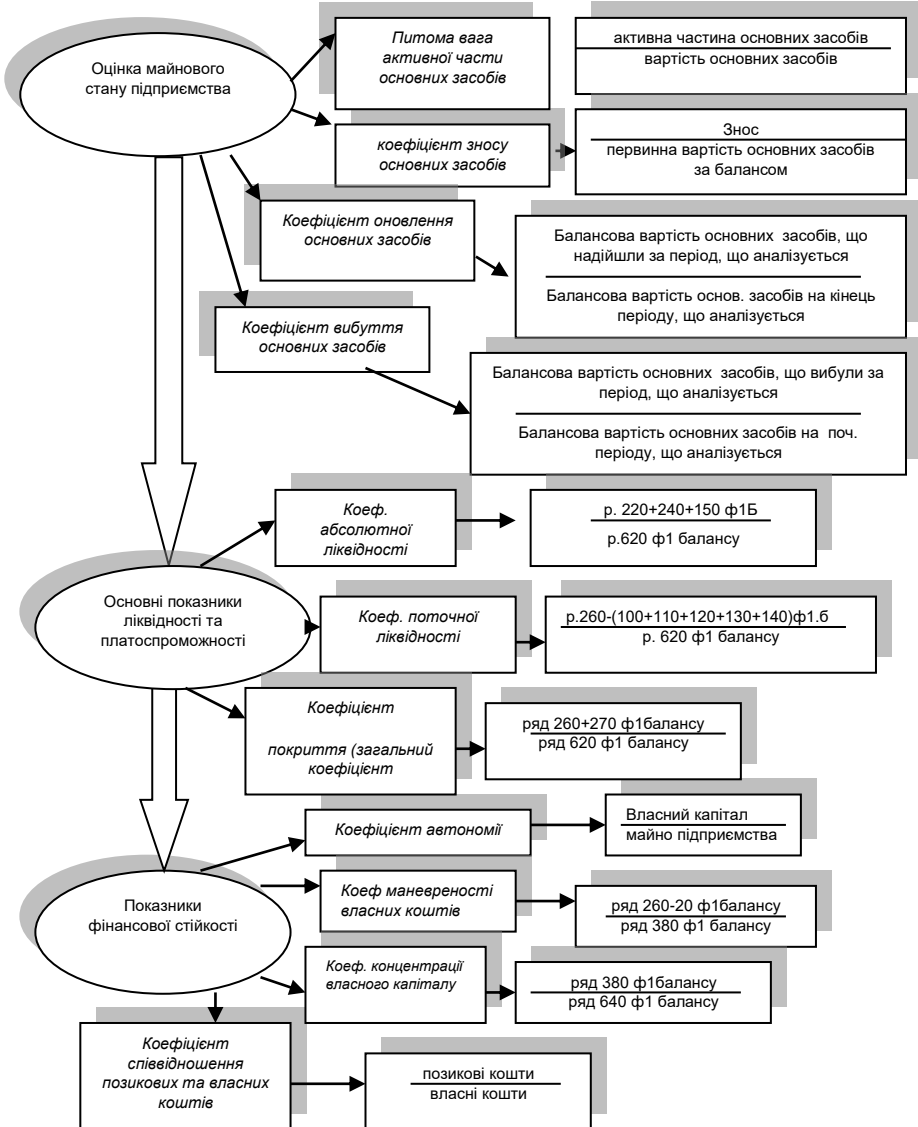 Оцінка майнового
стану підприємства
Питома вага
активної части
основних засобів
активна частина основних засобів
вартість основних засобів
коефіцієнт зносу
основних засобів
Знос
первинна вартість основних засобів
за балансом
Коефіцієнт оновлення
основних засобів
Балансова вартість основних засобів, що
надійшли за період, що аналізується
Балансова вартість основ. засобів на кінець
періоду, що аналізується
Коефіцієнт вибуття
основних засобів
Балансова вартість основних засобів, що вибули за
період, що аналізується
Балансова вартість основних засобів на поч.
періоду, що аналізується
Основні показники
ліквідності та
платоспроможності
Коеф.
абсолютної
ліквідності
р. 220+240+150 ф1Б
р.620 ф1 балансу
Коеф. поточної
ліквідності
р.260-(100+110+120+130+140)ф1.б
р. 620 ф1 балансу
Коефіцієнт
покриття (загальний
коефіцієнт
ряд 260+270 ф1балансу
ряд 620 ф1 балансу
Показники
фінансової стійкості
Коефіцієнт автономії
Власний капітал
майно підприємства
Коеф маневреності
власних коштів
ряд 260-20 ф1балансу
ряд 380 ф1 балансу
Коеф. концентрації
власного капіталу
ряд 380 ф1балансу
ряд 640 ф1 балансу
Коефіцієнт
співвідношення
позикових та власних
коштів
позикові кошти
власні кошти